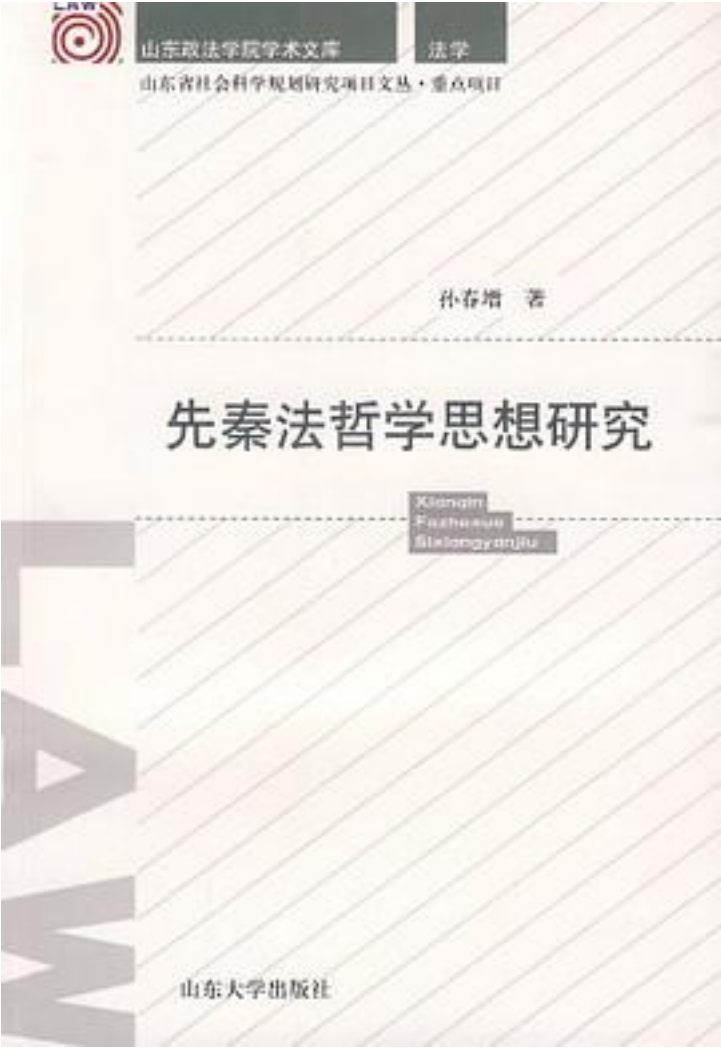 LAW
山东政法学院学术文库 法学
山东省社会科学规划研究项目文丛·重点项目
孙春增 著
先秦法哲学思想研究
Xianqin
Fazhexue
Sixiangyanjiu
LAW
山东大学出版社